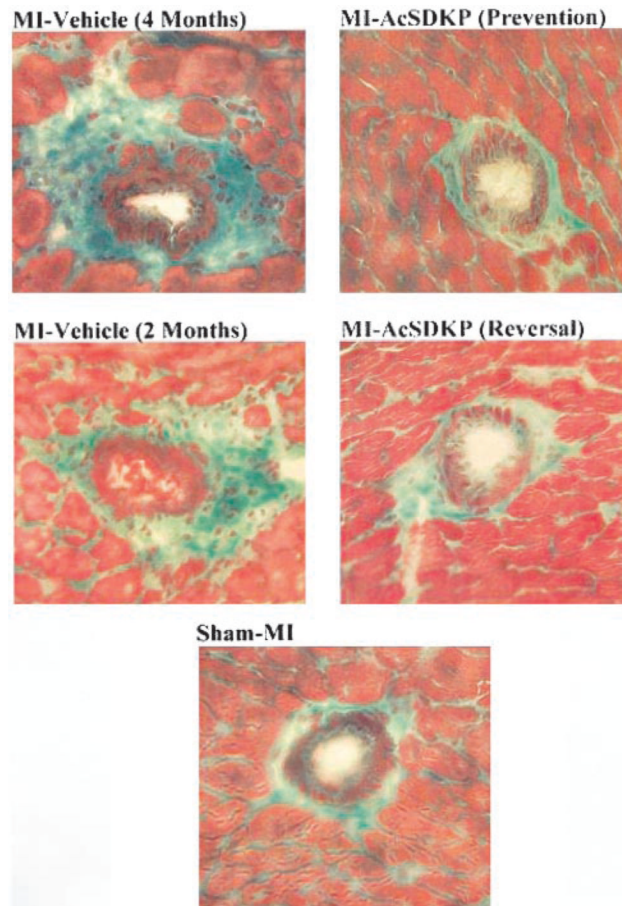 MI-Vehicle (4 Months)
MI-AcSDKP (Prevention)
MI-Vehicle (2 Months)
MI-AcSDKP (Reversal)
Sham-MI